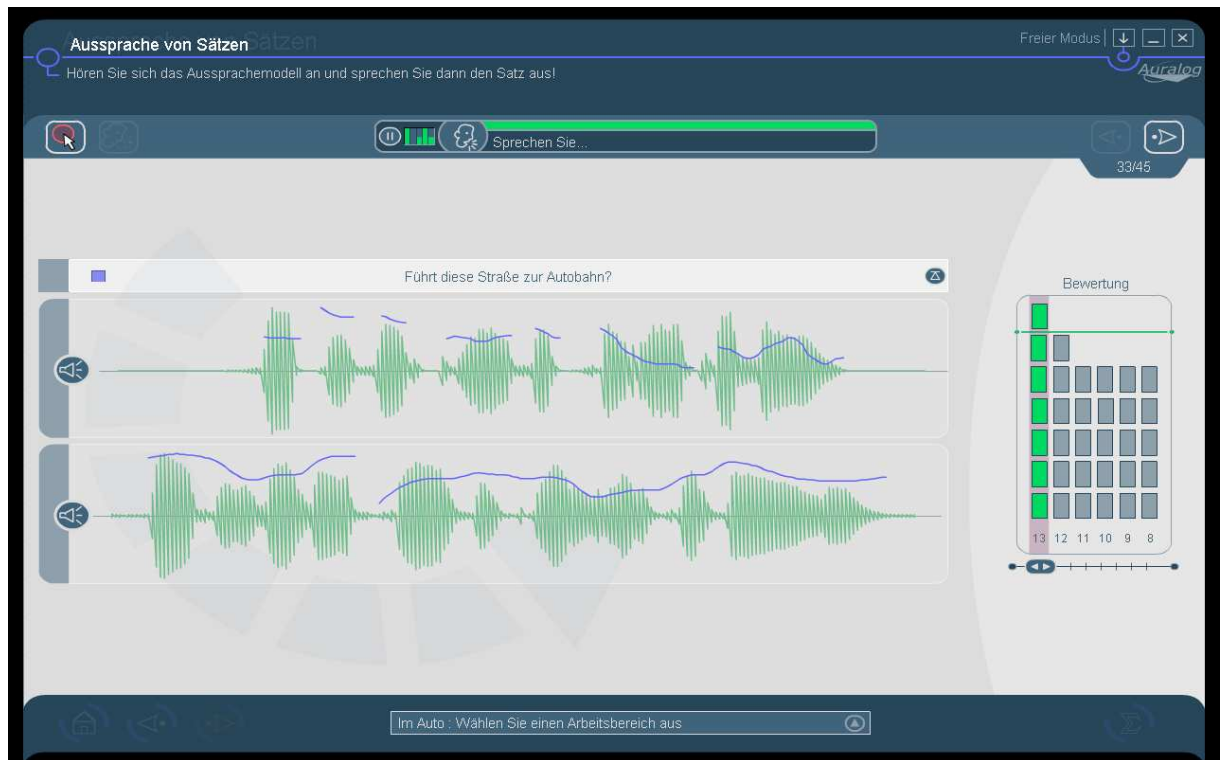 Aussprache von Sätzen
Freier Modus
Hören Sie sich das Aussprachemodell an und sprechen Sie dann den Satz aus!
Auralog
Sprechen Sie...
33/45
Führt diese Straße zur Autobahn?
Bewertung
13 12 11 10 9 8
Im Auto : Wählen Sie einen Arbeitsbereich aus